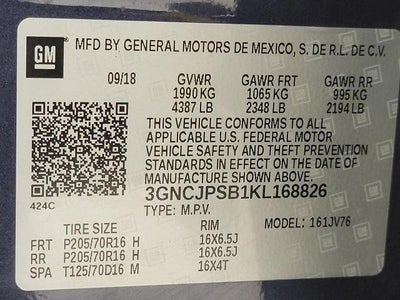 GM
MFD BY GENERAL MOTORS DE MEXICO, S. DE R.L. DE C.V.
09/18 GVWR GAWR FRT GAWR RR
1990 KG 1065 KG 995 KG
4387 LB 2348 LB 2194 LB
THIS VEHICLE CONFORMS TO ALL
APPLICABLE U.S. FEDERAL MOTOR
VEHICLE SAFETY AND THEFT PREVENTION
STANDARDS IN EFFECT ON THE DATE OF
MANUFACTURE SHOWN ABOVE.
424C 3GNCJPSB1KL168826
TYPE: M.P.V. MODEL: 161JV76
TIRE SIZE RIM
FRT P205/70R16 H 16X6.5J
RR P205/70R16 H 16X6.5J
SPA T125/70D16 M 16X4T